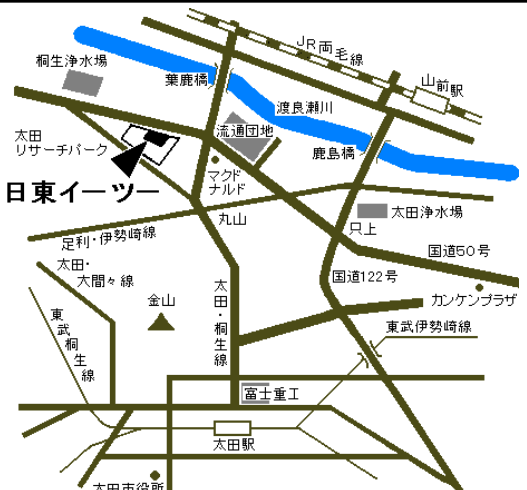 JR両毛線
山前駅
桐生浄水場
葉鹿橋
渡良瀬川
太田
リサーチパーク
流通団地
鹿島橋
マクド
ナルド
日東イーツー
太田浄水場
丸山
只上
足利・伊勢崎線
国道50号
太田・
大間々線
国道122号
金山
太田・桐生線
カンケンプラザ
東武桐生線
東武伊勢崎線
富士重工
太田駅
太田市役所